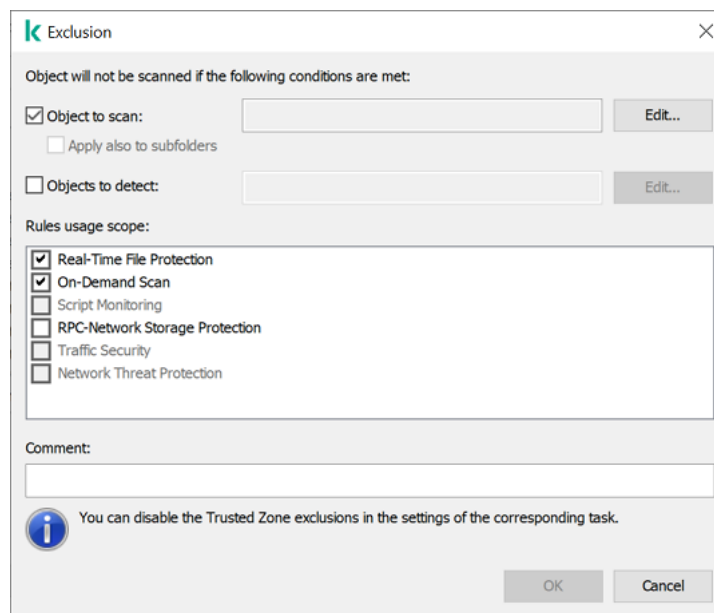 Exclusion
Object will not be scanned if the following conditions are met:
Object to scan:
Edit...
Apply also to subfolders
Objects to detect:
Edit...
Rules usage scope:
Real-Time File Protection
On-Demand Scan
Script Monitoring
RPC-Network Storage Protection
Traffic Security
Network Threat Protection
Comment:
You can disable the Trusted Zone exclusions in the settings of the corresponding task.
OK
Cancel